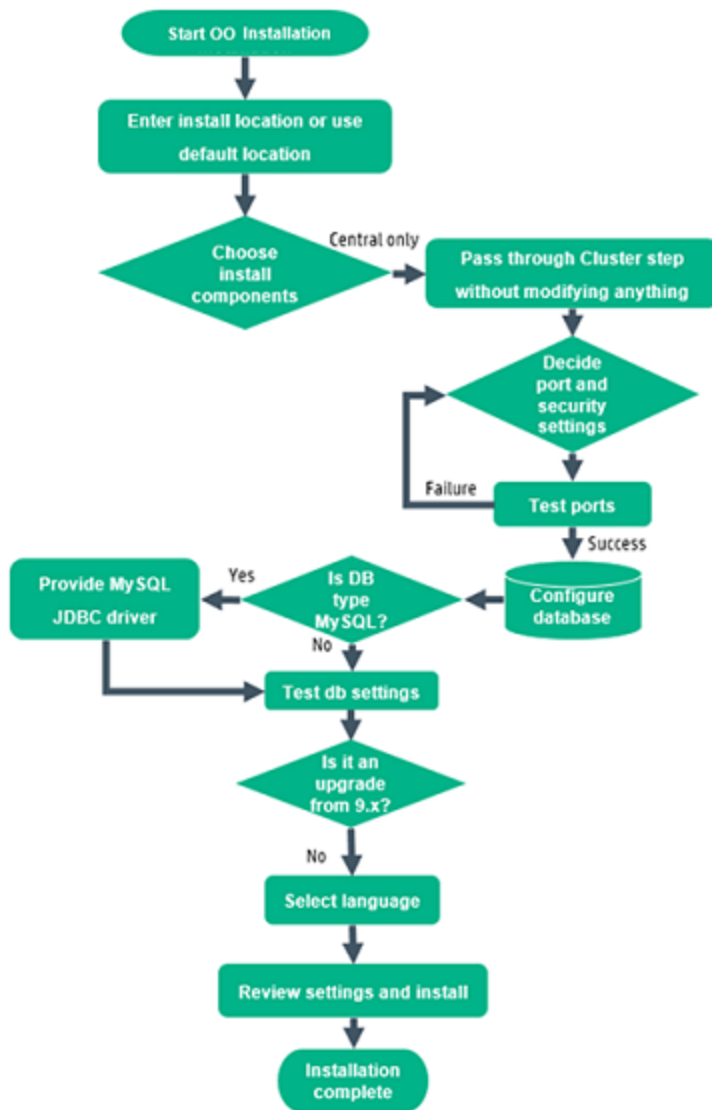 Start OO Installation
Enter install location or use
default location
Choose
install
components
Central only
Pass through Cluster step
without modifying anything
Decide
port and
security
settings
Failure
Test ports
Success
Configure
database
Is DB
type
MySQL?
Yes
Provide MySQL
JDBC driver
No
Test db settings
Is it an
upgrade
from 9.x?
No
Select language
Review settings and install
Installation
complete